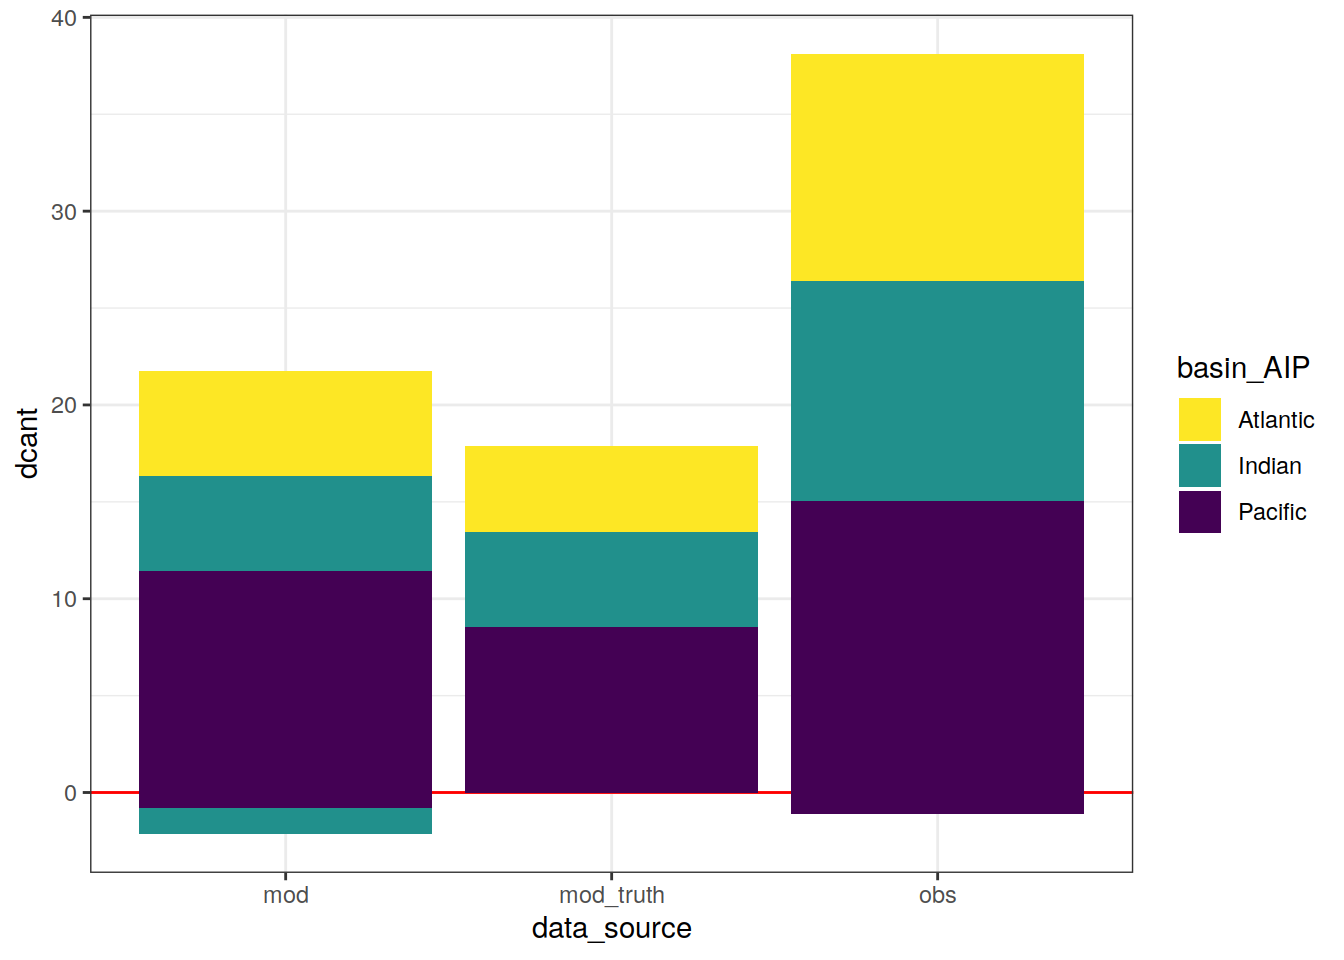 40
30
20
10
0
dcant
mod
mod_truth
obs
data_source
basin_AIP
Atlantic
Indian
Pacific